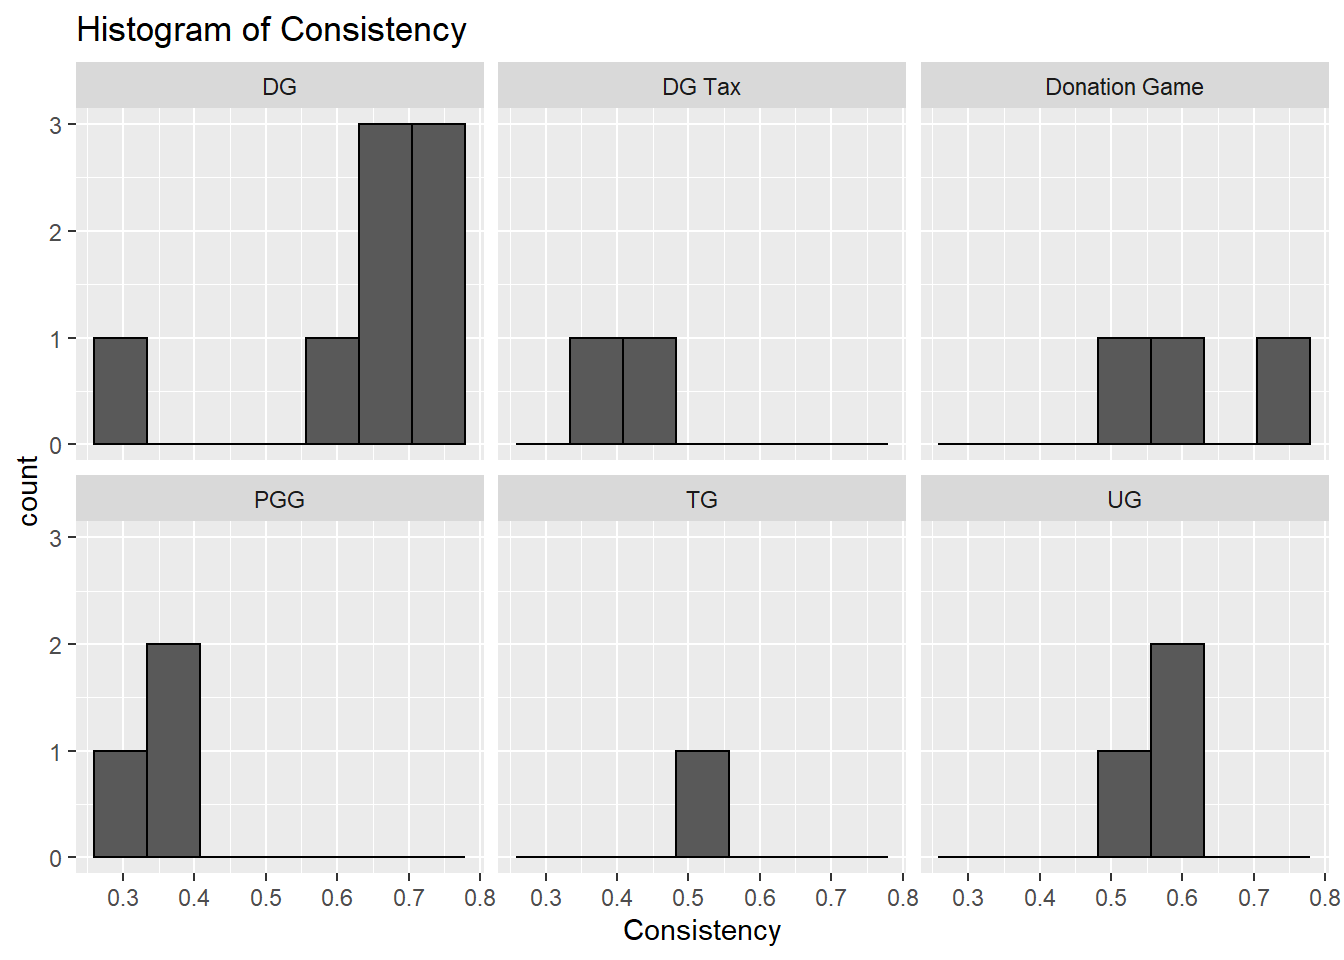 Histogram of Consistency
DG
DG Tax
Donation Game
3
2
1
0
PGG
TG
UG
3
2
1
0
0.3 0.4 0.5 0.6 0.7 0.8 0.3 0.4 0.5 0.6 0.7 0.8 0.3 0.4 0.5 0.6 0.7 0.8
Consistency
count